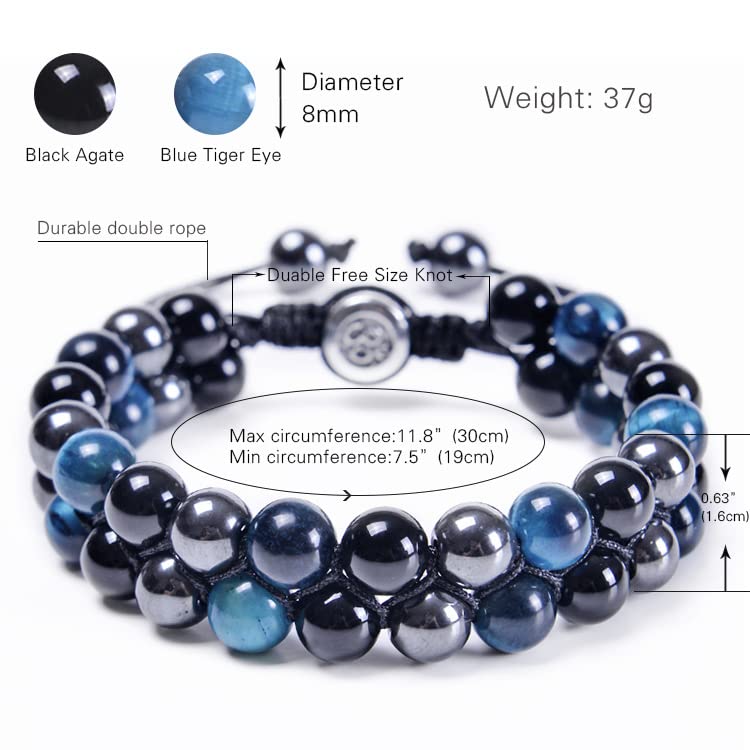 Diameter
8mm
Weight: 37g
Black Agate
Blue Tiger Eye
Durable double rope
Duable Free Size Knot
Max circumference:11.8” (30cm)
Min circumference:7.5” (19cm)
0.63”
(1.6cm)